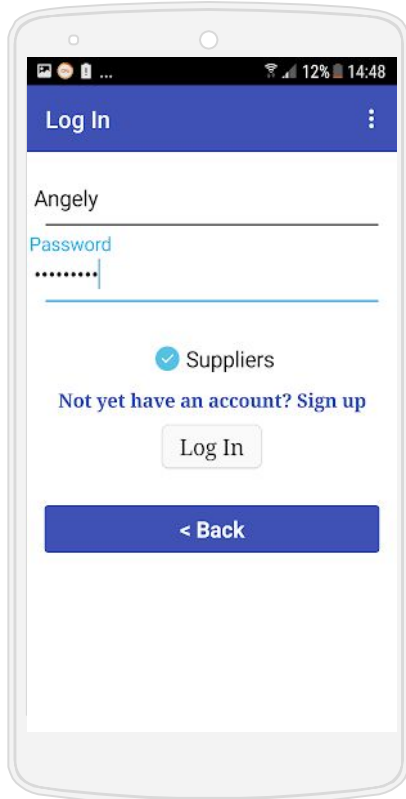 ... 12% 14:48
Log In
Angely
Password
•••••••••
Suppliers
Not yet have an account? Sign up
Log In
< Back